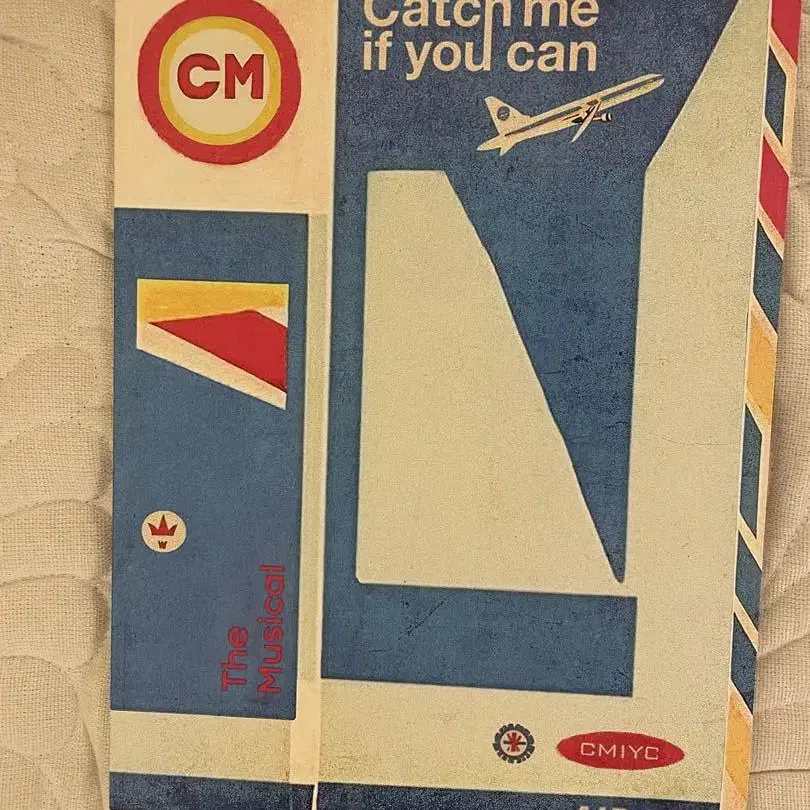 CM
Catch me
if you can
W
The
Musical
CMIYC